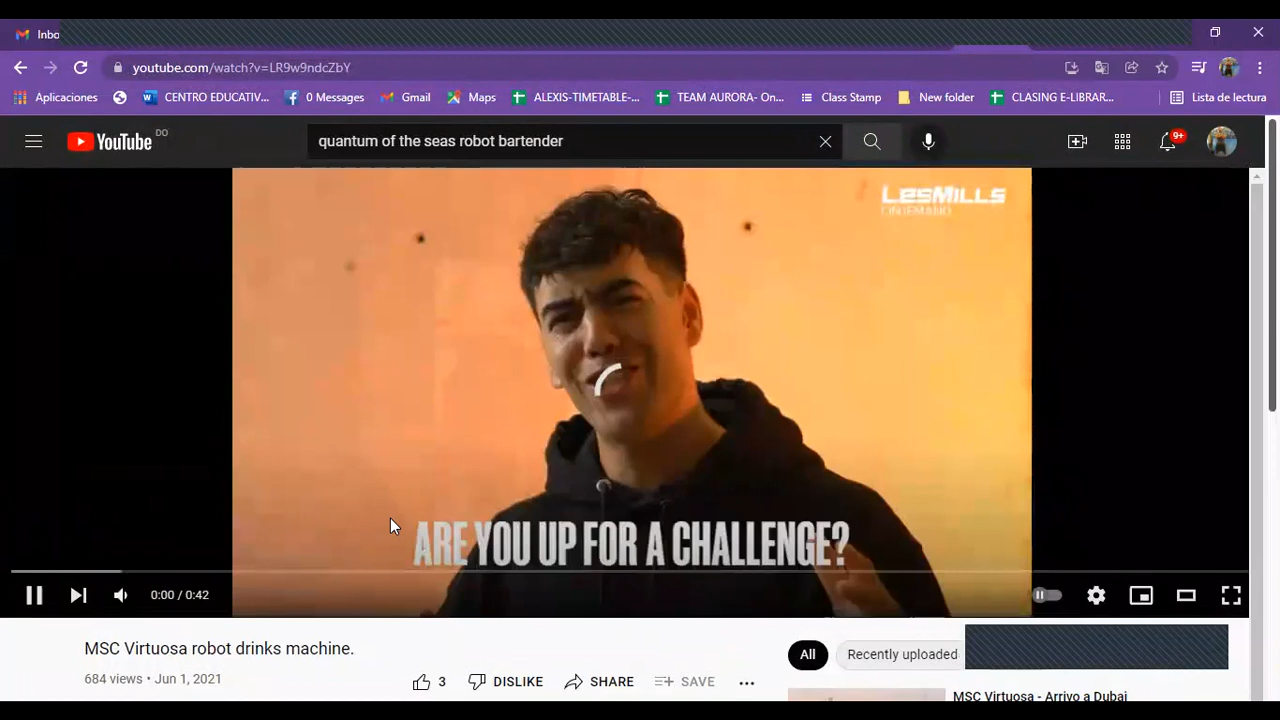 Inbo
youtube.com/watch?v=LR9w9ndcZbY
Aplicaciones
CENTRO EDUCATIV...
0 Messages
Gmail
Maps
ALEXIS-TIMETABLE-...
TEAM AURORA- On...
Class Stamp
New folder
CLASING E-LIBRAR...
Lista de lectura
YouTube DO
quantum of the seas robot bartender
9+
LESMILLS
ON DEMAND
ARE YOU UP FOR A CHALLENGE?
0:00 / 0:42
MSC Virtuosa robot drinks machine.
684 views • Jun 1, 2021
3
DISLIKE
SHARE
SAVE
All
Recently uploaded
MSC Virtuosa - Arrivo a Dubai